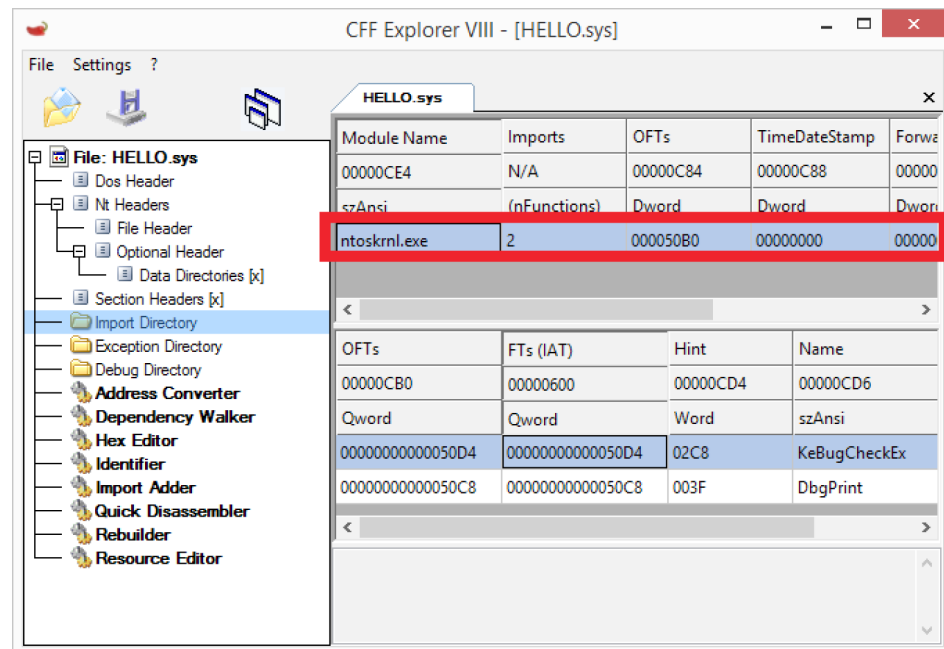 CFF Explorer VIII - [HELLO.sys]
File Settings ?
HELLO.sys
File: HELLO.sys
Dos Header
Nt Headers
File Header
Optional Header
Data Directories [x]
Section Headers [x]
Import Directory
Exception Directory
Debug Directory
Address Converter
Dependency Walker
Hex Editor
Identifier
Import Adder
Quick Disassembler
Rebuilder
Resource Editor
Module Name Imports OFTs TimeDateStamp Forwa
00000CE4 N/A 00000C84 00000C88 00000
szAnsi (nFunctions) Dword Dword Dword
ntoskrnl.exe 2 000050B0 00000000 00000
OFTs FTs (IAT) Hint Name
00000CB0 00000600 00000CD4 00000CD6
Qword Qword Word szAnsi
00000000000050D4 00000000000050D4 02C8 KeBugCheckEx
00000000000050C8 00000000000050C8 003F DbgPrint